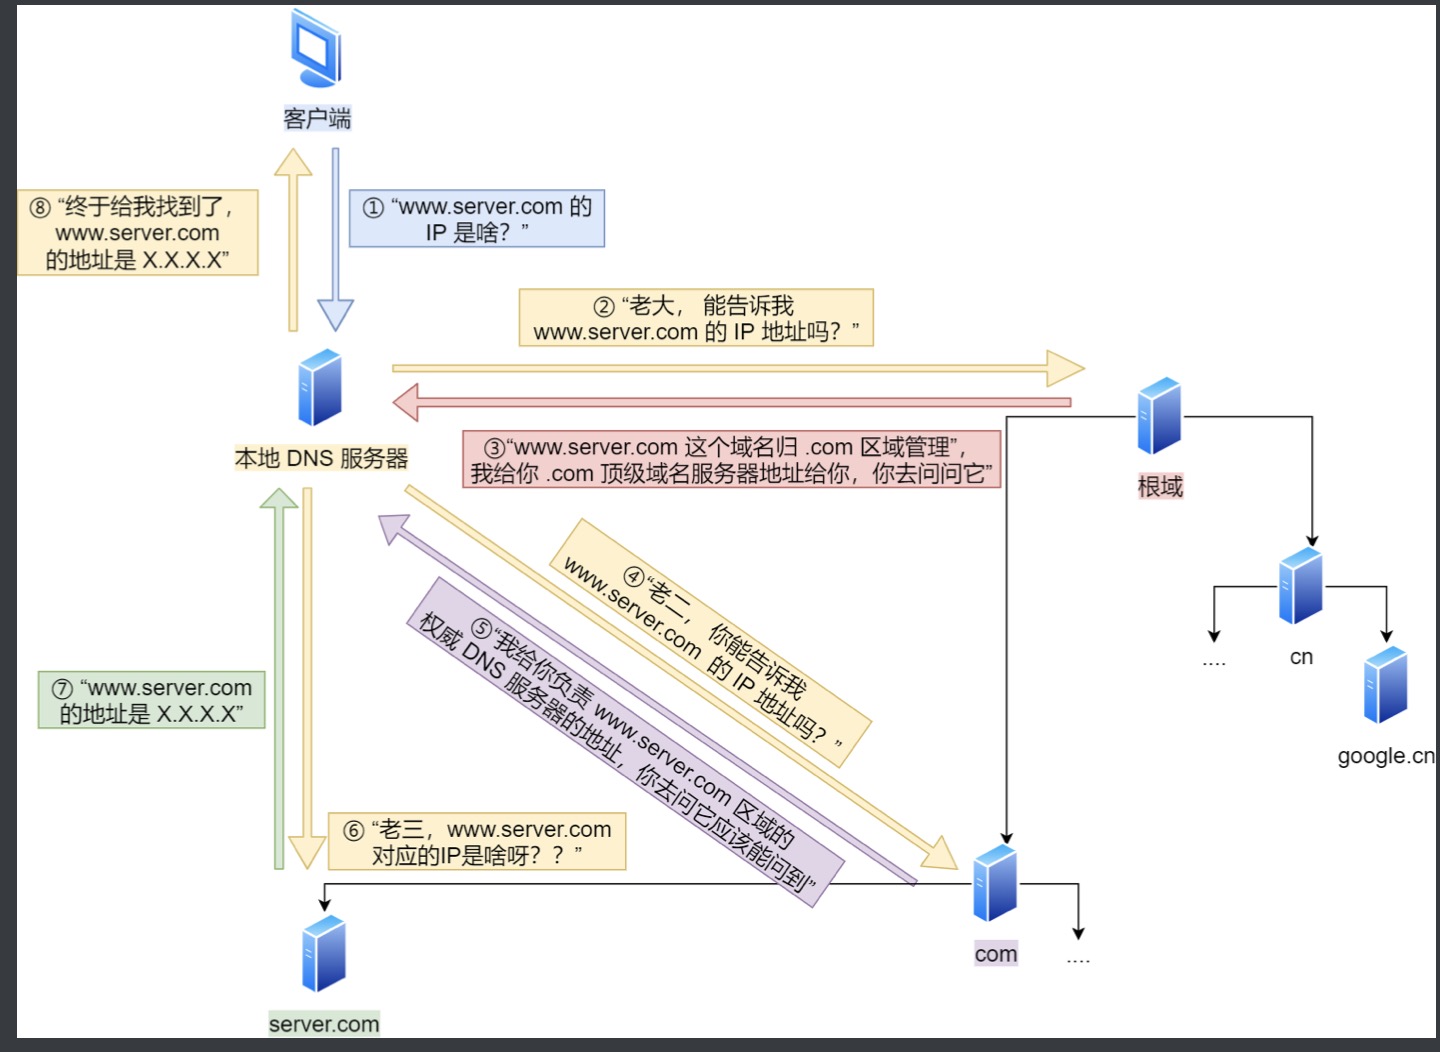 客户端
① “www.server.com 的
IP 是啥？”
⑧ “终于给我找到了，
www.server.com
的地址是 X.X.X.X”
② “老大， 能告诉我
www.server.com 的 IP 地址吗？”
本地 DNS 服务器
③“www.server.com 这个域名归 .com 区域管理”,
我给你 .com 顶级域名服务器地址给你，你去问问它”
根域
④“老二， 你能告诉我
www.server.com 的 IP 地址吗？”
⑤“我给你负责 www.server.com 区域的
权威 DNS 服务器的地址，你去问它应该能问到”
....
cn
google.cn
⑦ “www.server.com
的地址是 X.X.X.X”
⑥ “老三，www.server.com
对应的IP是啥呀？？”
com
....
server.com